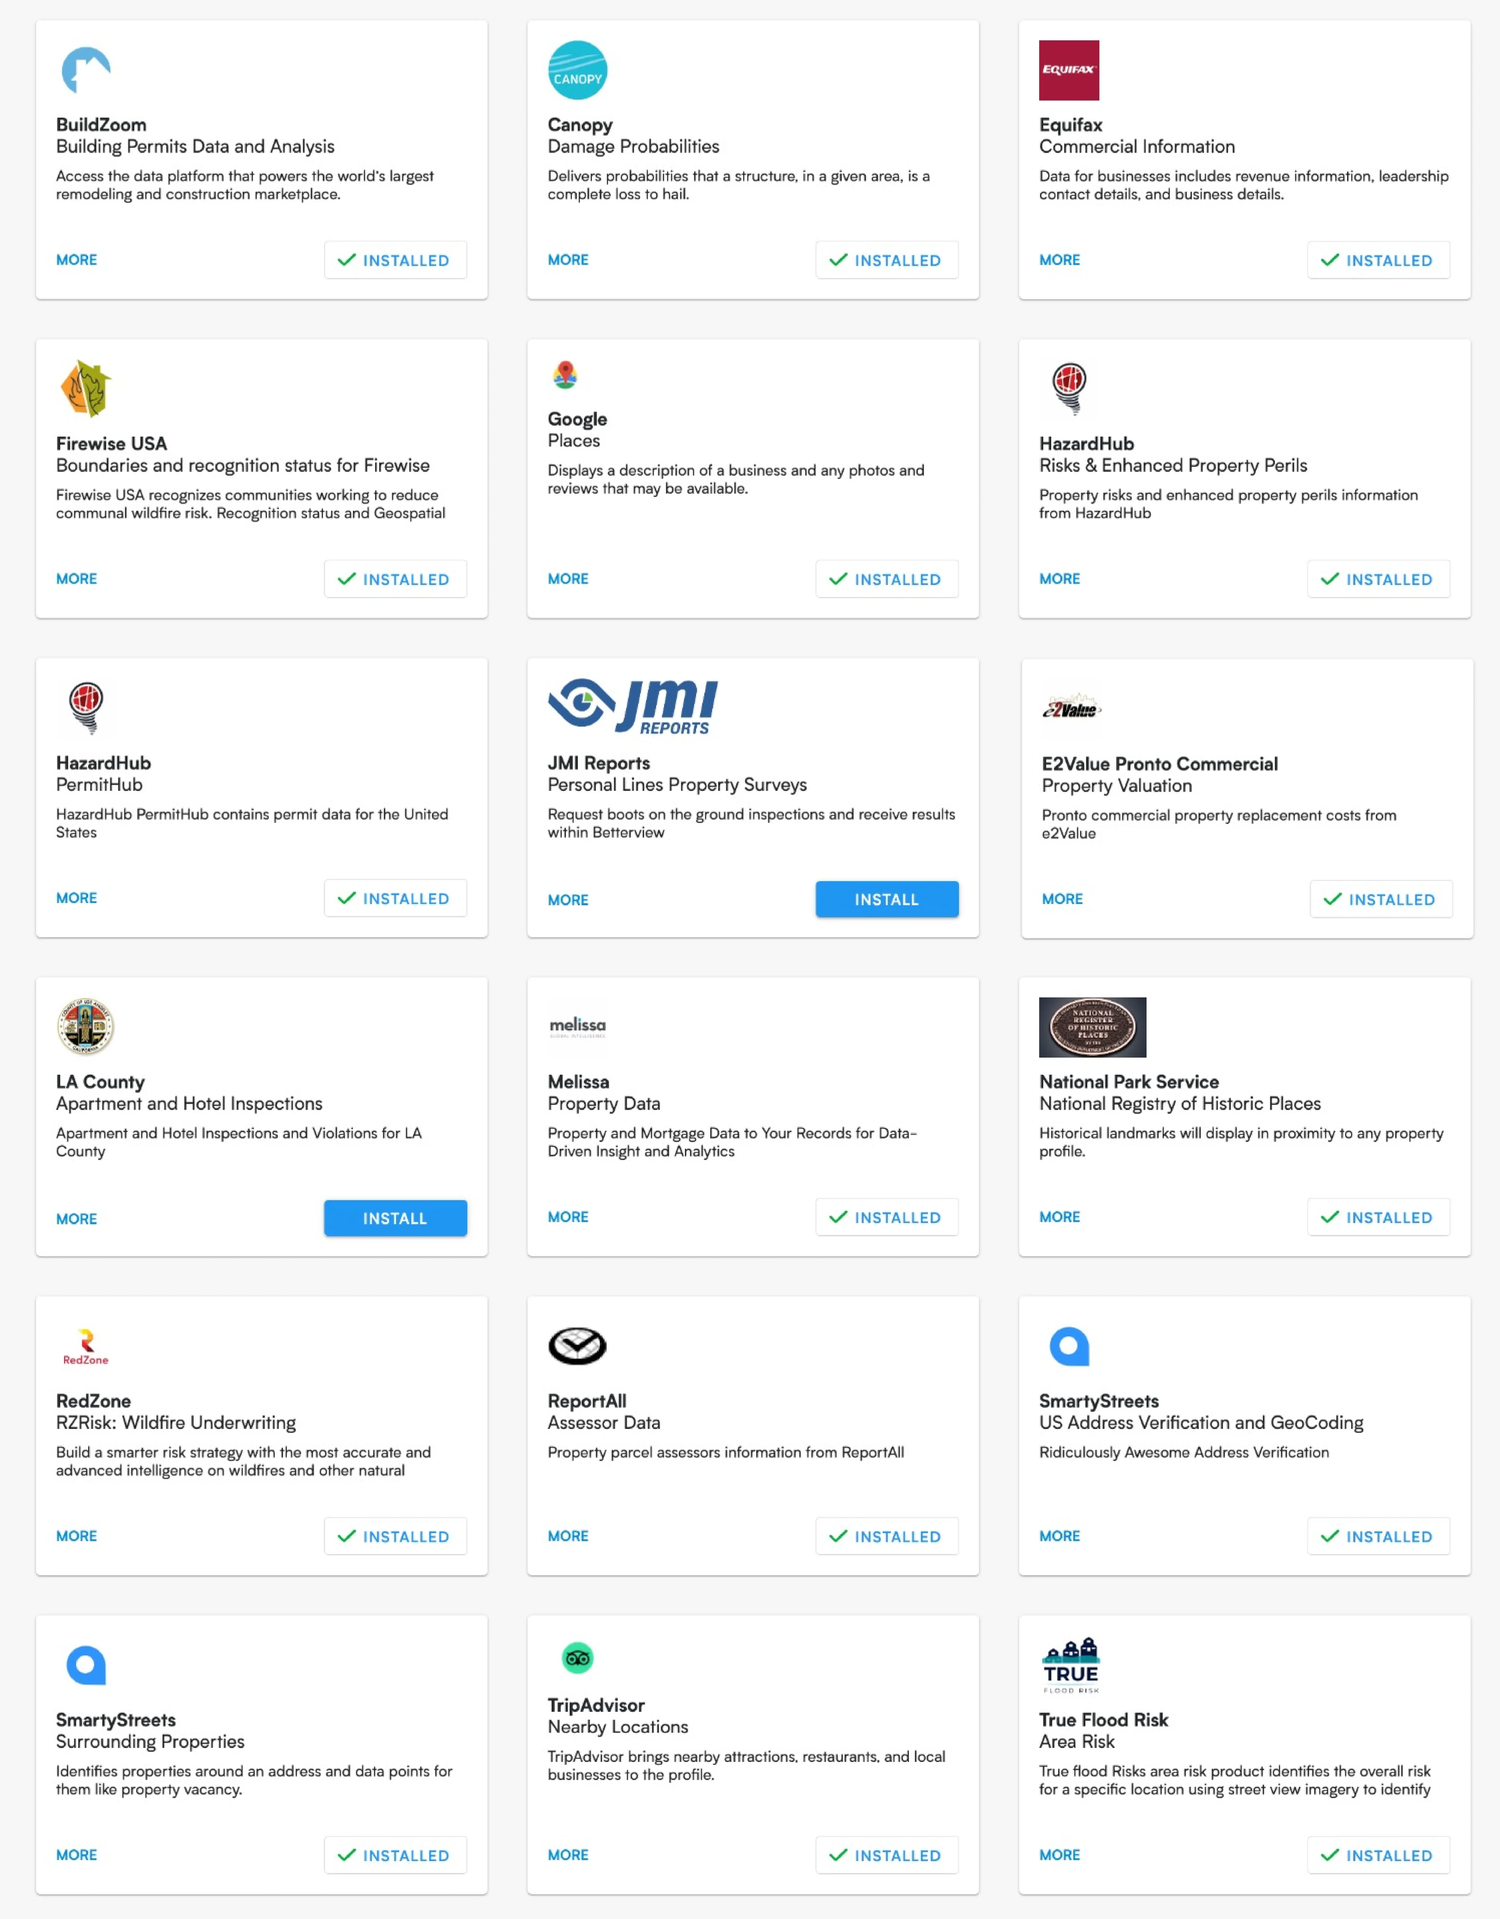 CANOPY
EQUIFAX
BuildZoom
Building Permits Data and Analysis
Access the data platform that powers the world's largest
remodeling and construction marketplace.
MORE
INSTALLED
Canopy
Damage Probabilities
Delivers probabilities that a structure, in a given area, is a
complete loss to hail.
MORE
INSTALLED
Equifax
Commercial Information
Data for businesses includes revenue information, leadership
contact details, and business details.
MORE
INSTALLED
Firewise USA
Boundaries and recognition status for Firewise
Firewise USA recognizes communities working to reduce
communal wildfire risk. Recognition status and Geospatial
MORE
INSTALLED
Google
Places
Displays a description of a business and any photos and
reviews that may be available.
MORE
INSTALLED
HazardHub
Risks & Enhanced Property Perils
Property risks and enhanced property perils information
from HazardHub
MORE
INSTALLED
HazardHub
PermitHub
HazardHub PermitHub contains permit data for the United
States
MORE
INSTALLED
JMI
REPORTS
JMI Reports
Personal Lines Property Surveys
Request boots on the ground inspections and receive results
within Betterview
MORE
INSTALL
e2Value
E2Value Pronto Commercial
Property Valuation
Pronto commercial property replacement costs from
e2Value
MORE
INSTALLED
LA County
Apartment and Hotel Inspections
Apartment and Hotel Inspections and Violations for LA
County
MORE
INSTALL
melissa
GLOBAL INTELLIGENCE
Melissa
Property Data
Property and Mortgage Data to Your Records for Data-
Driven Insight and Analytics
MORE
INSTALLED
NATIONAL
REGISTER
OF HISTORIC
PLACES
National Park Service
National Registry of Historic Places
Historical landmarks will display in proximity to any property
profile.
MORE
INSTALLED
RedZone
RedZone
RZRisk: Wildfire Underwriting
Build a smarter risk strategy with the most accurate and
advanced intelligence on wildfires and other natural
MORE
INSTALLED
ReportAll
Assessor Data
Property parcel assessors information from ReportAll
MORE
INSTALLED
SmartyStreets
US Address Verification and GeoCoding
Ridiculously Awesome Address Verification
MORE
INSTALLED
SmartyStreets
Surrounding Properties
Identifies properties around an address and data points for
them like property vacancy.
MORE
INSTALLED
TripAdvisor
Nearby Locations
TripAdvisor brings nearby attractions, restaurants, and local
businesses to the profile.
MORE
INSTALLED
TRUE
FLOOD RISK
True Flood Risk
Area Risk
True flood Risks area risk product identifies the overall risk
for a specific location using street view imagery to identify
MORE
INSTALLED